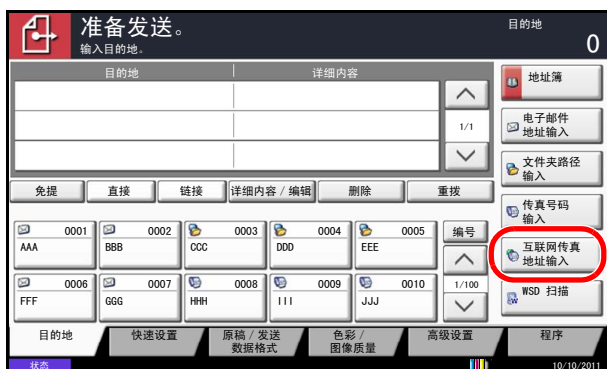 准备发送。
输入目的地。
目的地
0
目的地 详细内容
1/1
地址簿
电子邮件
地址输入
文件夹路径
输入
传真号码
输入
互联网传真
地址输入
WSD 扫描
免提 直接 链接 详细内容 / 编辑 删除 重拨
0001 0002 0003 0004 0005 编号
AAA BBB CCC DDD EEE
0006 0007 0008 0009 0010 1/100
FFF GGG HHH III JJJ
目的地 快速设置 原稿 / 发送
数据格式 色彩 /
图像质量 高级设置 程序
状态 10/10/2011